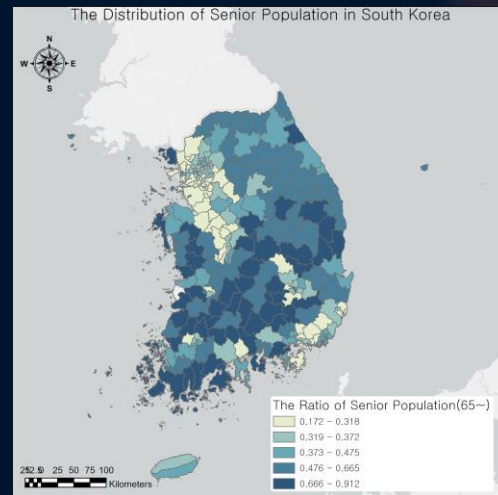 The Distribution of Senior Population in South Korea
N
W E
S
The Ratio of Senior Population(65~)
0.172 - 0.318
0.319 - 0.372
0.373 - 0.475
0.476 - 0.665
0.666 - 0.912
2512.5 0 25 50 75 100
Kilometers